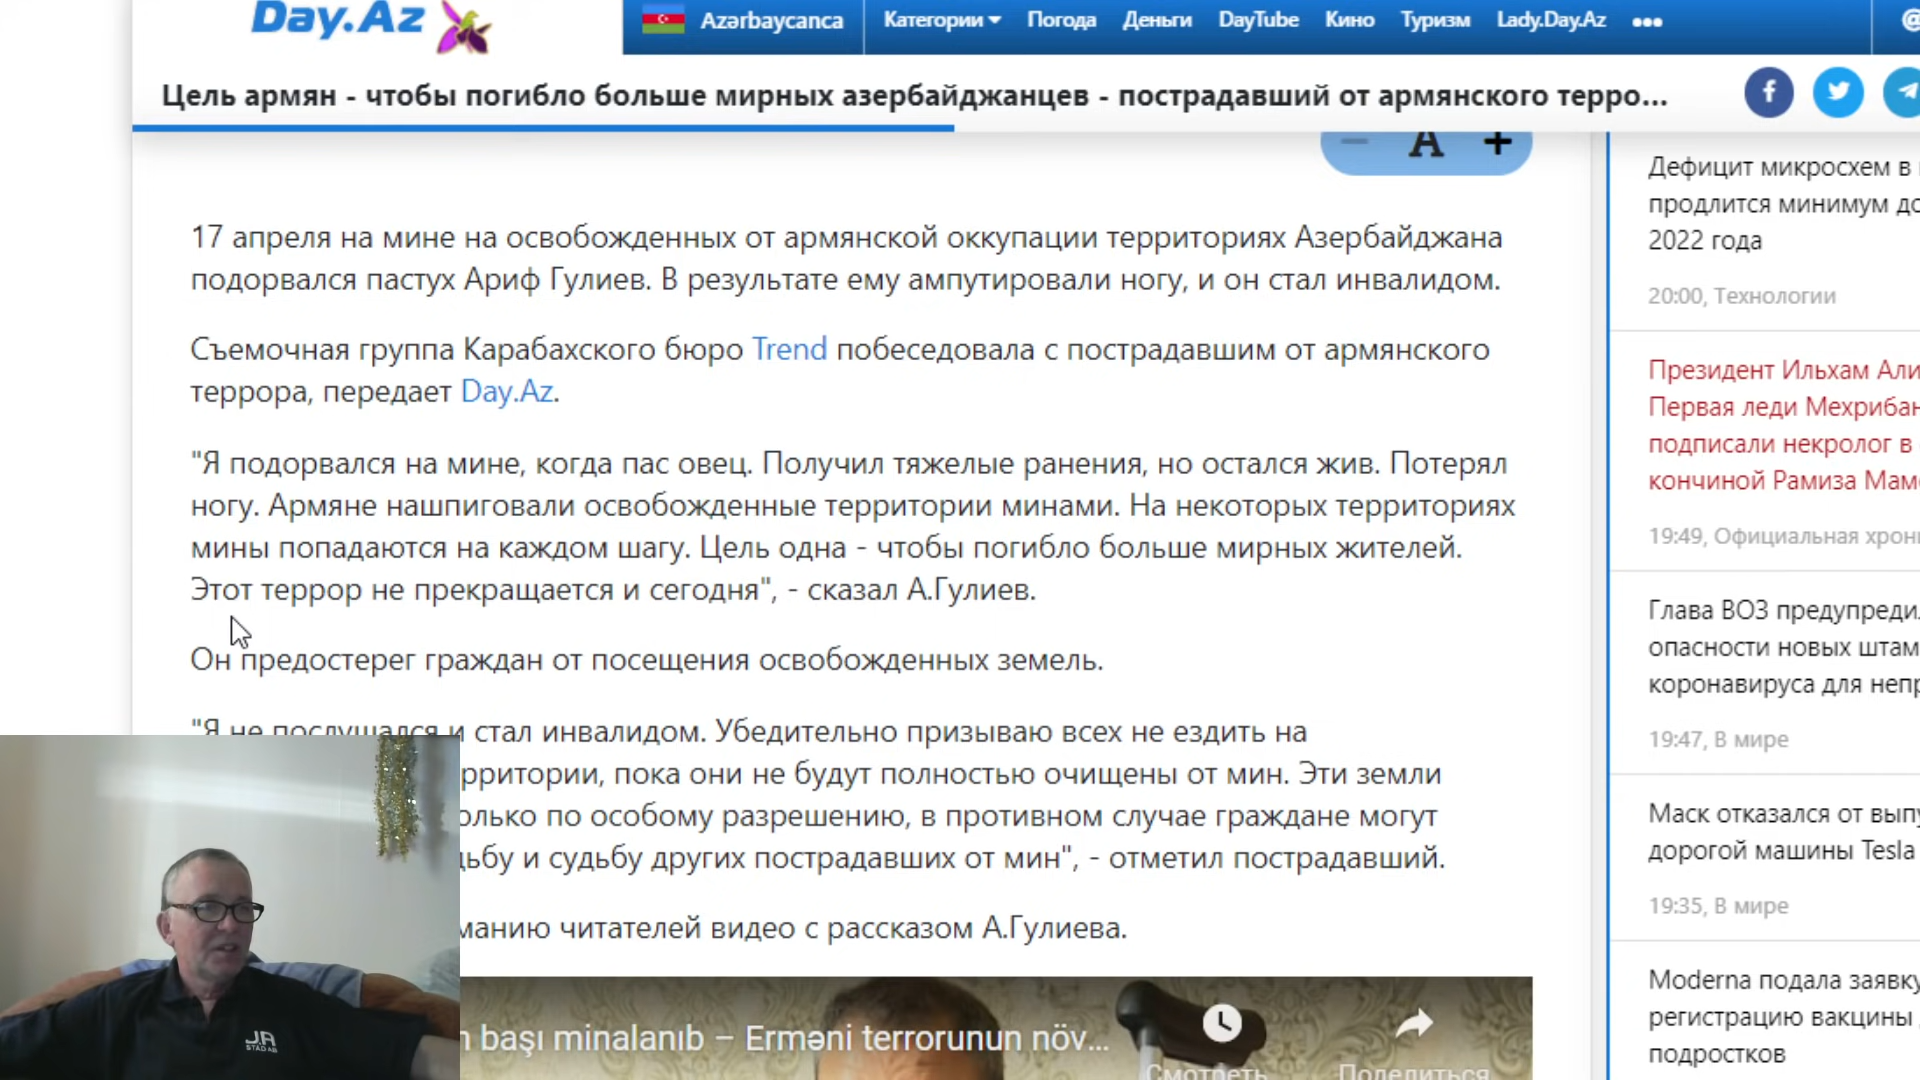 Day.Az
Azərbaycanca
Категории
Погода
Деньги
DayTube
Кино
Туризм
Lady.Day.Az
Цель армян - чтобы погибло больше мирных азербайджанцев - пострадавший от армянского терро...
A
17 апреля на мине на освобожденных от армянской оккупации территориях Азербайджана
подорвался пастух Ариф Гулиев. В результате ему ампутировали ногу, и он стал инвалидом.
Съемочная группа Карабахского бюро Trend побеседовала с пострадавшим от армянского
террора, передает Day.Az.
"Я подорвался на мине, когда пас овец. Получил тяжелые ранения, но остался жив. Потерял
ногу. Армяне нашпиговали освобожденные территории минами. На некоторых территориях
мины попадаются на каждом шагу. Цель одна - чтобы погибло больше мирных жителей.
Этот террор не прекращается и сегодня", - сказал А.Гулиев.
Он предостерег граждан от посещения освобожденных земель.
"Я не послушался и стал инвалидом. Убедительно призываю всех не ездить на
рритории, пока они не будут полностью очищены от мин. Эти земли
олько по особому разрешению, в противном случае граждане могут
дьбу и судьбу других пострадавших от мин", - отметил пострадавший.
манию читателей видео с рассказом А.Гулиева.
n başı minalanıb – Erməni terrorunun növ...
Смотреть
Поделиться
J.A
Дефицит микросхем в
продлится минимум до
2022 года
20:00, Технологии
Президент Ильхам Али
Первая леди Мехрибан
подписали некролог в
кончиной Рамиза Мам
19:49, Официальная хрон
Глава ВОЗ предупредил
опасности новых штам
коронавируса для непр
19:47, В мире
Маск отказался от выпу
дорогой машины Tesla
19:35, В мире
Moderna подала заявку
регистрацию вакцины
подростков